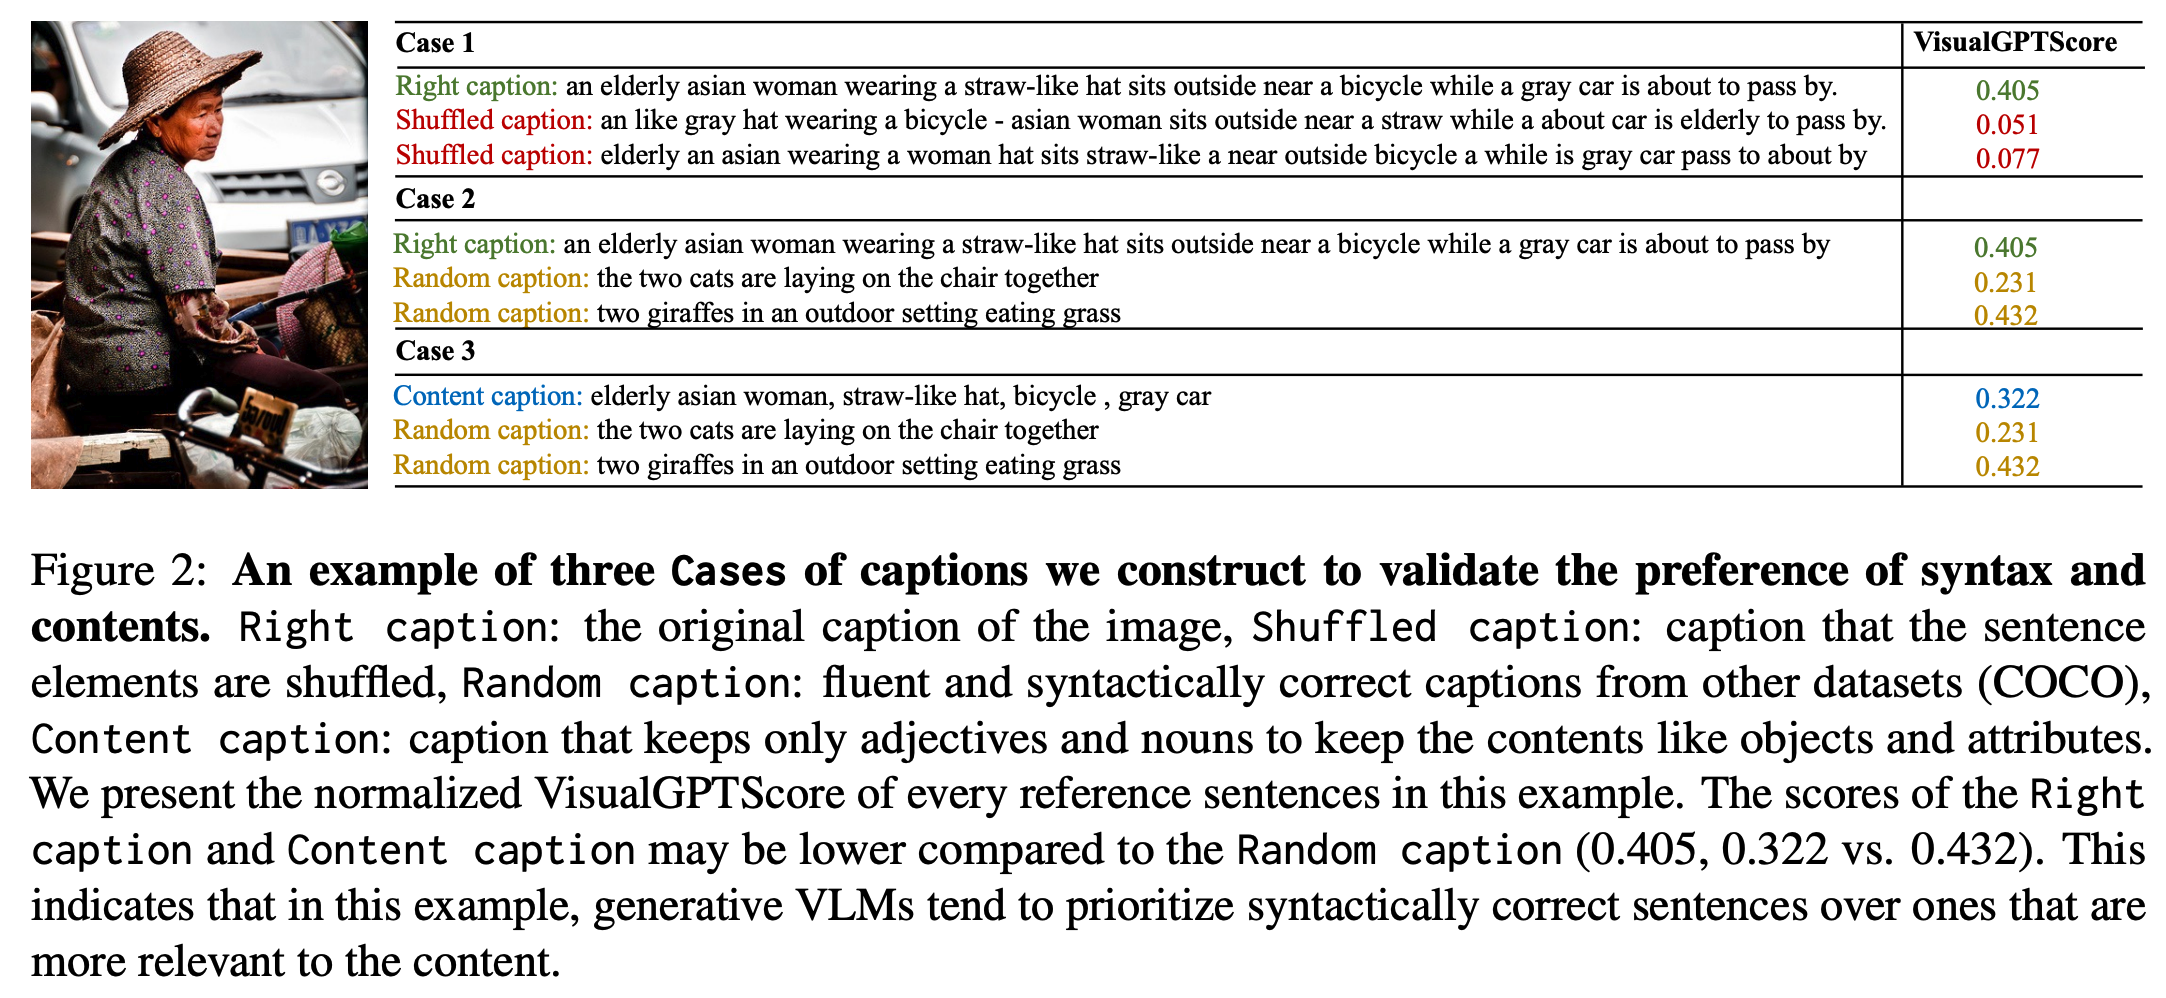 Case 1 VisualGPTScore
Right caption: an elderly asian woman wearing a straw-like hat sits outside near a bicycle while a gray car is about to pass by. 0.405
Shuffled caption: an like gray hat wearing a bicycle - asian woman sits outside near a straw while a about car is elderly to pass by. 0.051
Shuffled caption: elderly an asian wearing a woman hat sits straw-like a near outside bicycle a while is gray car pass to about by 0.077
Case 2
Right caption: an elderly asian woman wearing a straw-like hat sits outside near a bicycle while a gray car is about to pass by 0.405
Random caption: the two cats are laying on the chair together 0.231
Random caption: two giraffes in an outdoor setting eating grass 0.432
Case 3
Content caption: elderly asian woman, straw-like hat, bicycle , gray car 0.322
Random caption: the two cats are laying on the chair together 0.231
Random caption: two giraffes in an outdoor setting eating grass 0.432
Figure 2: An example of three Cases of captions we construct to validate the preference of syntax and
contents. Right caption: the original caption of the image, Shuffled caption: caption that the sentence
elements are shuffled, Random caption: fluent and syntactically correct captions from other datasets (COCO),
Content caption: caption that keeps only adjectives and nouns to keep the contents like objects and attributes.
We present the normalized VisualGPTScore of every reference sentences in this example. The scores of the Right
caption and Content caption may be lower compared to the Random caption (0.405, 0.322 vs. 0.432). This
indicates that in this example, generative VLMs tend to prioritize syntactically correct sentences over ones that are
more relevant to the content.